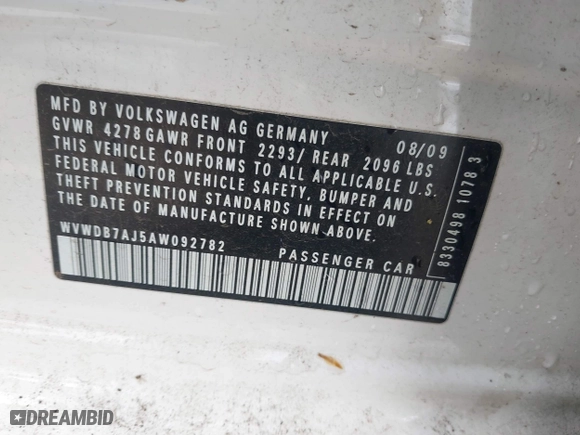 MFD BY VOLKSWAGEN AG GERMANY 08/09
GVWR 4278 GAWR FRONT 2293/ REAR 2096 LBS
THIS VEHICLE CONFORMS TO ALL APPLICABLE U.S.
FEDERAL MOTOR VEHICLE SAFETY, BUMPER AND
THEFT PREVENTION STANDARDS IN EFFECT ON
THE DATE OF MANUFACTURE SHOWN ABOVE.
WVWDB7AJ5AW092782 PASSENGER CAR
8330498 1078 3
DREAMBID